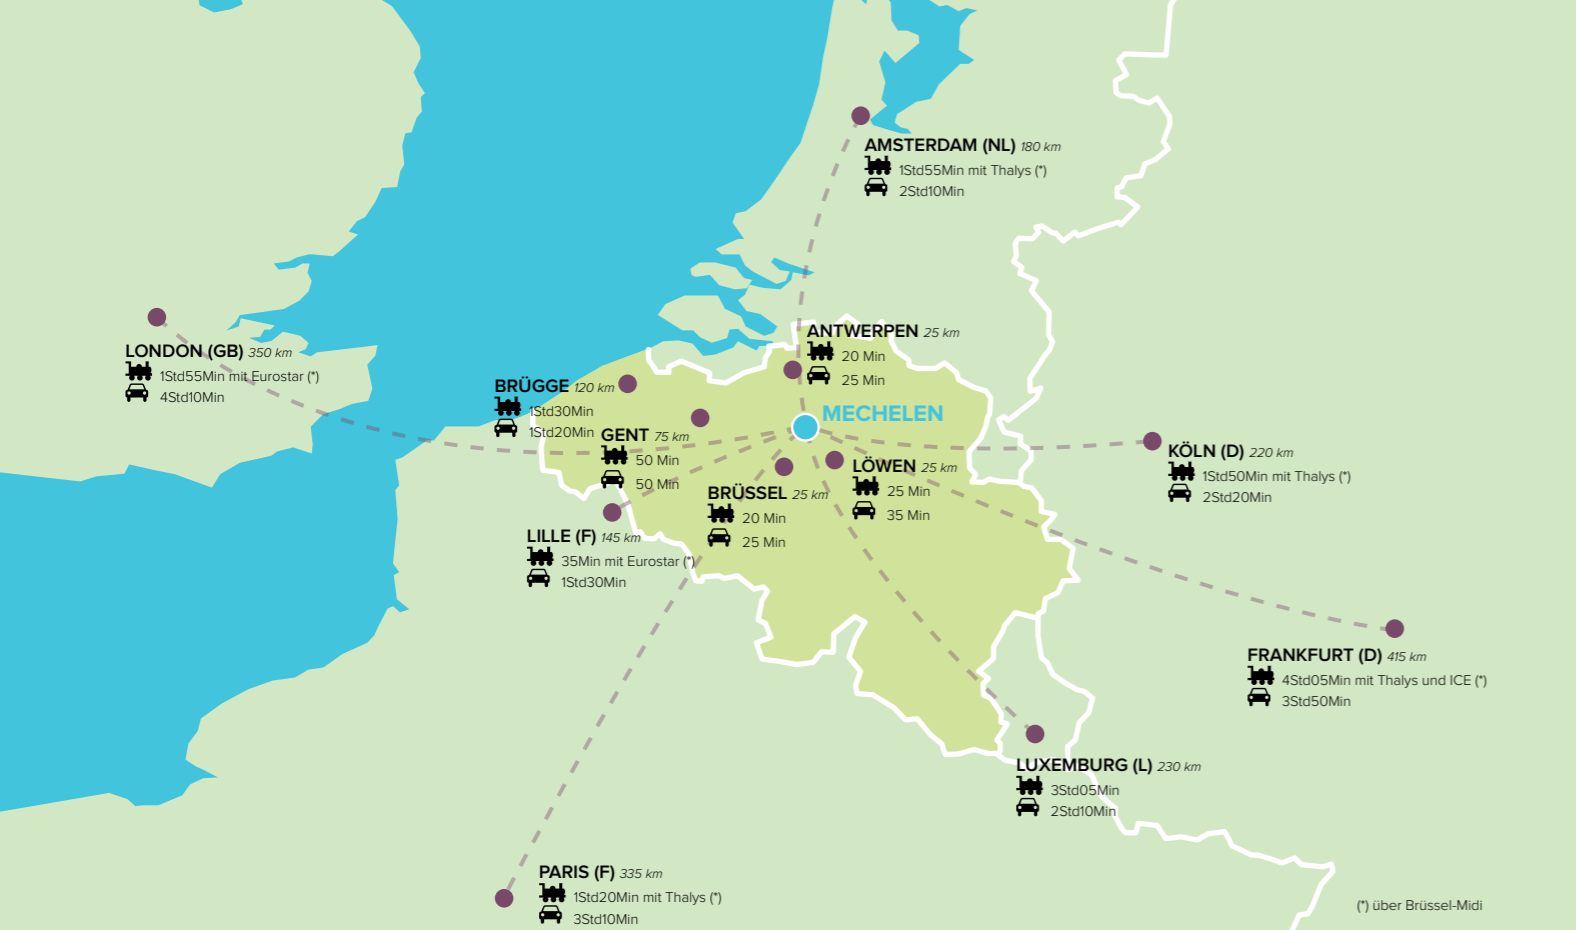 AMSTERDAM (NL) 180 km
1Std55Min mit Thalys (*)
2Std10Min
LONDON (GB) 350 km
1Std55Min mit Eurostar (*)
4Std10Min
ANTWERPEN 25 km
20 Min
25 Min
BRÜGGE 120 km
1Std30Min
1Std20Min
MECHELEN
GENT 75 km
50 Min
50 Min
KÖLN (D) 220 km
1Std50Min mit Thalys (*)
2Std20Min
LÖWEN 25 km
25 Min
35 Min
BRÜSSEL 25 km
20 Min
25 Min
LILLE (F) 145 km
35Min mit Eurostar (*)
1Std30Min
FRANKFURT (D) 415 km
4Std05Min mit Thalys und ICE (*)
3Std50Min
LUXEMBURG (L) 230 km
3Std05Min
2Std10Min
PARIS (F) 335 km
1Std20Min mit Thalys (*)
3Std10Min
(*) über Brüssel-Midi